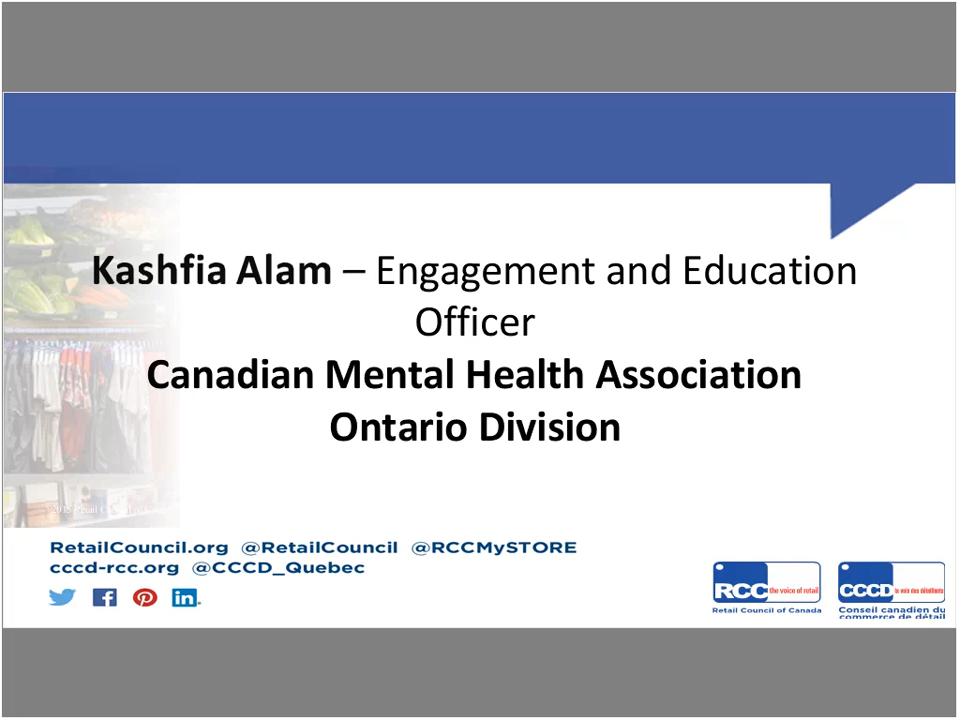 Kashfia Alam – Engagement and Education
Officer
Canadian Mental Health Association
Ontario Division
©2015 Retail
RetailCouncil.org @RetailCouncil @RCCMySTORE
cccd-rcc.org @CCCD_Quebec
RCC the voice of retail
Retail Council of Canada
CCCD la voix des détaillants
Conseil canadien du
commerce de détail